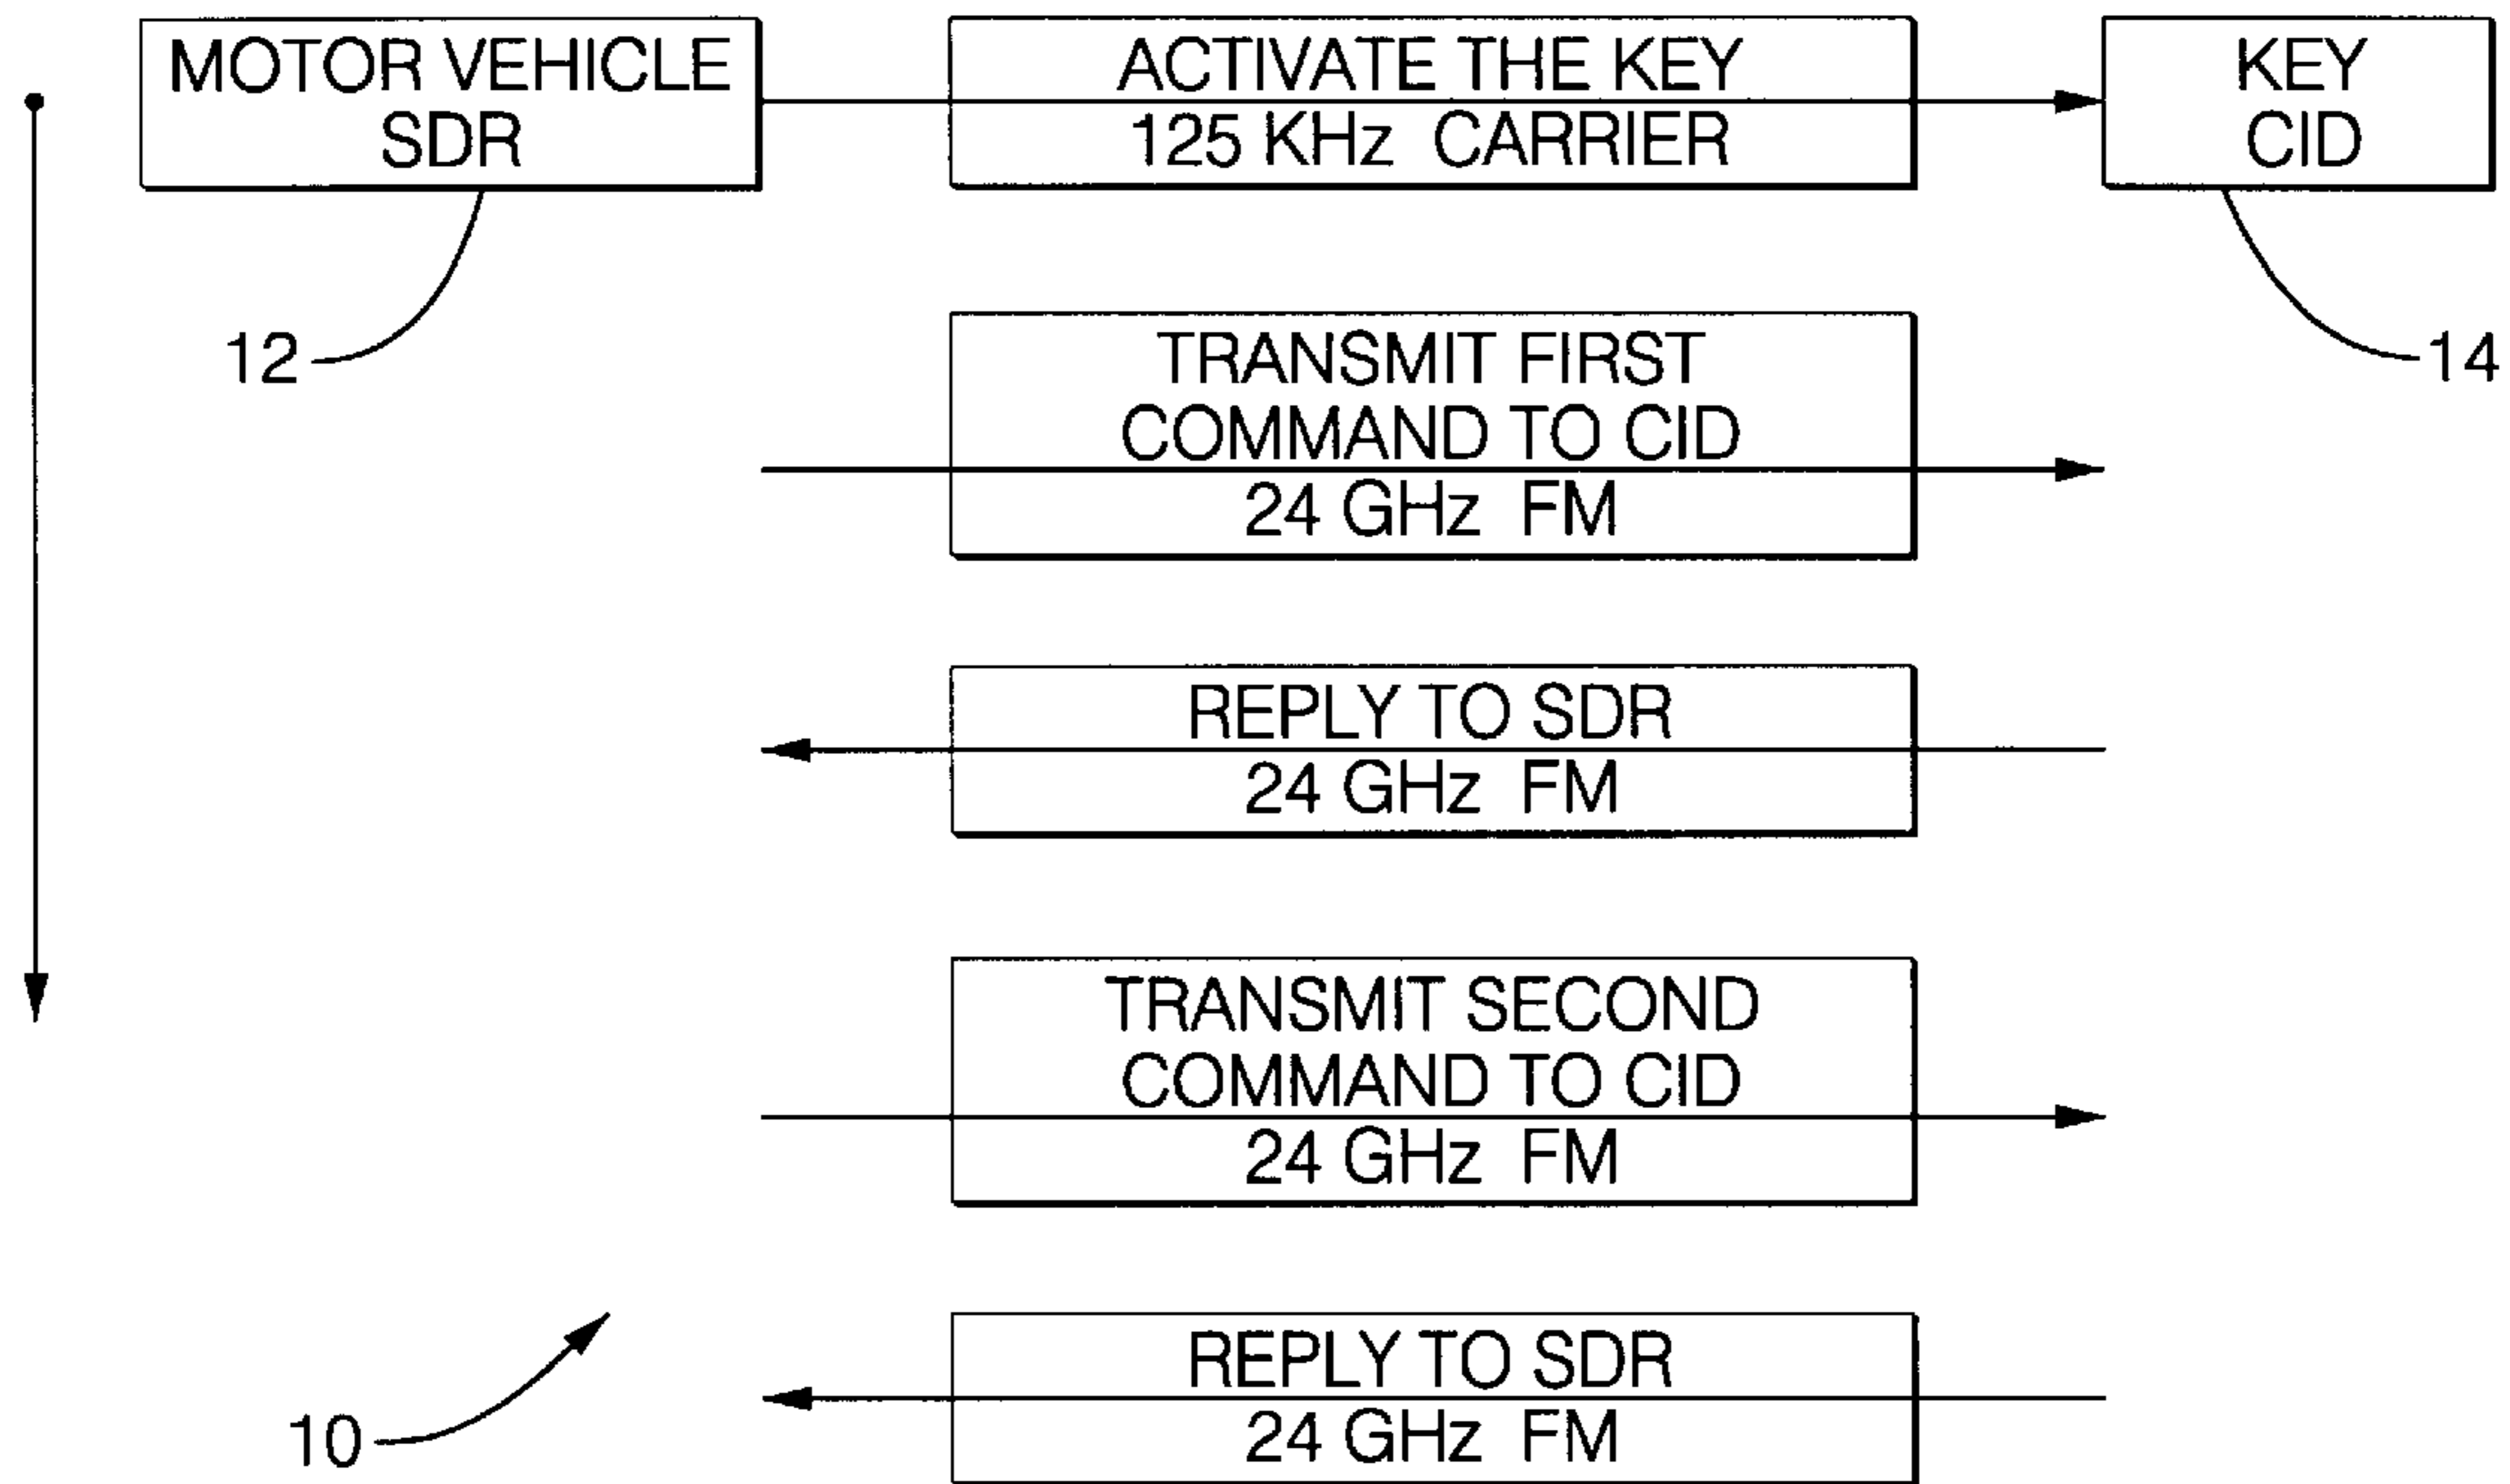 MOTOR VEHICLE
SDR
ACTIVATE THE KEY
125 KHz CARRIER
KEY
CID
12
14
TRANSMIT FIRST
COMMAND TO CID
24 GHz FM
REPLY TO SDR
24 GHz FM
TRANSMIT SECOND
COMMAND TO CID
24 GHz FM
REPLY TO SDR
24 GHz FM
10